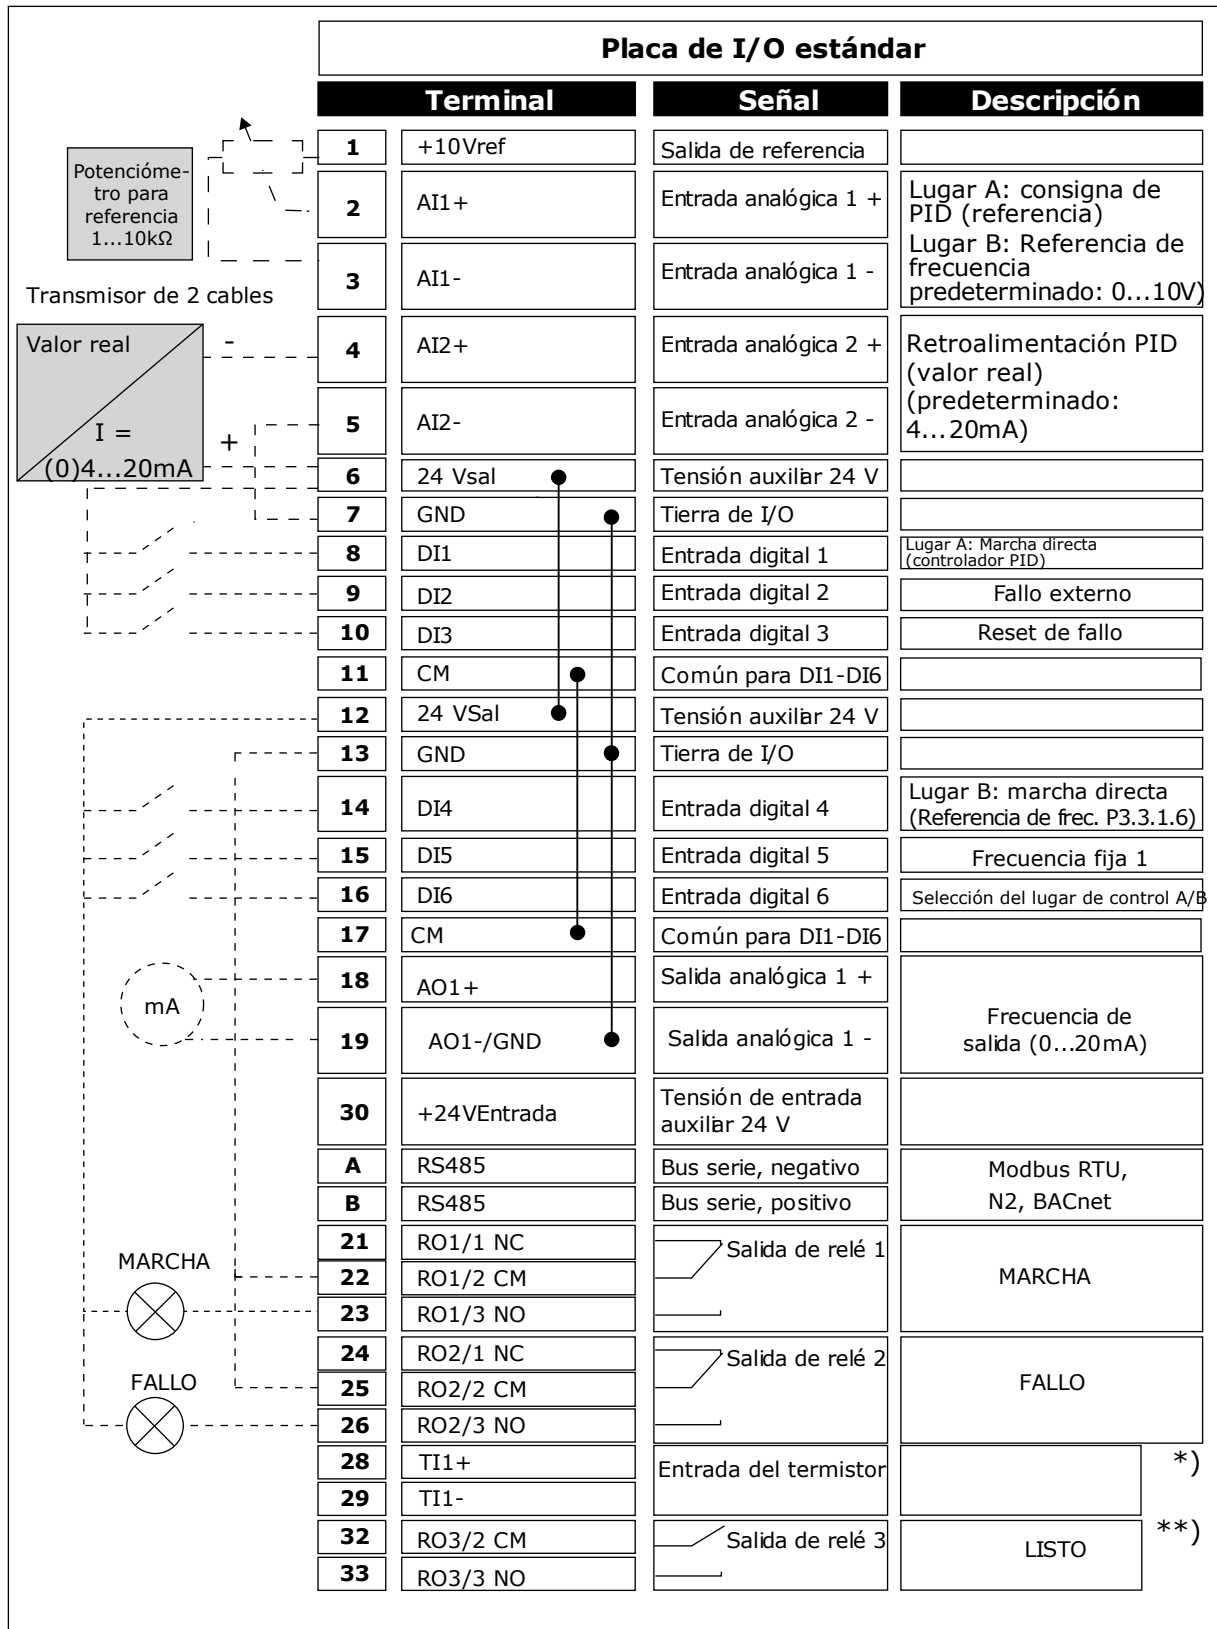 Placa de I/O estándar
Terminal Señal Descripción
1 +10Vref Salida de referencia
Potencióme-
tro para
referencia
1...10kΩ
2 AI1+ Entrada analógica 1 + Lugar A: consigna de
PID (referencia)
Lugar B: Referencia de
frecuencia
predeterminado: 0...10V)
3 AI1- Entrada analógica 1 -
Transmisor de 2 cables
Valor real
-
I =
(0)4...20mA
+
4 AI2+ Entrada analógica 2 + Retroalimentación PID
(valor real)
(predeterminado:
4...20mA)
5 AI2- Entrada analógica 2 -
6 24 Vsal Tensión auxiliar 24 V
7 GND Tierra de I/O
8 DI1 Entrada digital 1 Lugar A: Marcha directa
(controlador PID)
9 DI2 Entrada digital 2 Fallo externo
10 DI3 Entrada digital 3 Reset de fallo
11 CM Común para DI1-DI6
12 24 VSal Tensión auxiliar 24 V
13 GND Tierra de I/O
14 DI4 Entrada digital 4 Lugar B: marcha directa
(Referencia de frec. P3.3.1.6)
15 DI5 Entrada digital 5 Frecuencia fija 1
16 DI6 Entrada digital 6 Selección del lugar de control A/B
17 CM Común para DI1-DI6
mA
18 AO1+ Salida analógica 1 +
Frecuencia de
salida (0...20mA)
19 AO1-/GND Salida analógica 1 -
30 +24VEntrada Tensión de entrada
auxiliar 24 V
A RS485 Bus serie, negativo Modbus RTU,
B RS485 Bus serie, positivo N2, BACnet
21 RO1/1 NC Salida de relé 1
MARCHA
22 RO1/2 CM MARCHA
23 RO1/3 NO
24 RO2/1 NC Salida de relé 2
FALLO
25 RO2/2 CM FALLO
26 RO2/3 NO
28 TI1+ Entrada del termistor *)
29 TI1-
32 RO3/2 CM Salida de relé 3 LISTO **)
33 RO3/3 NO